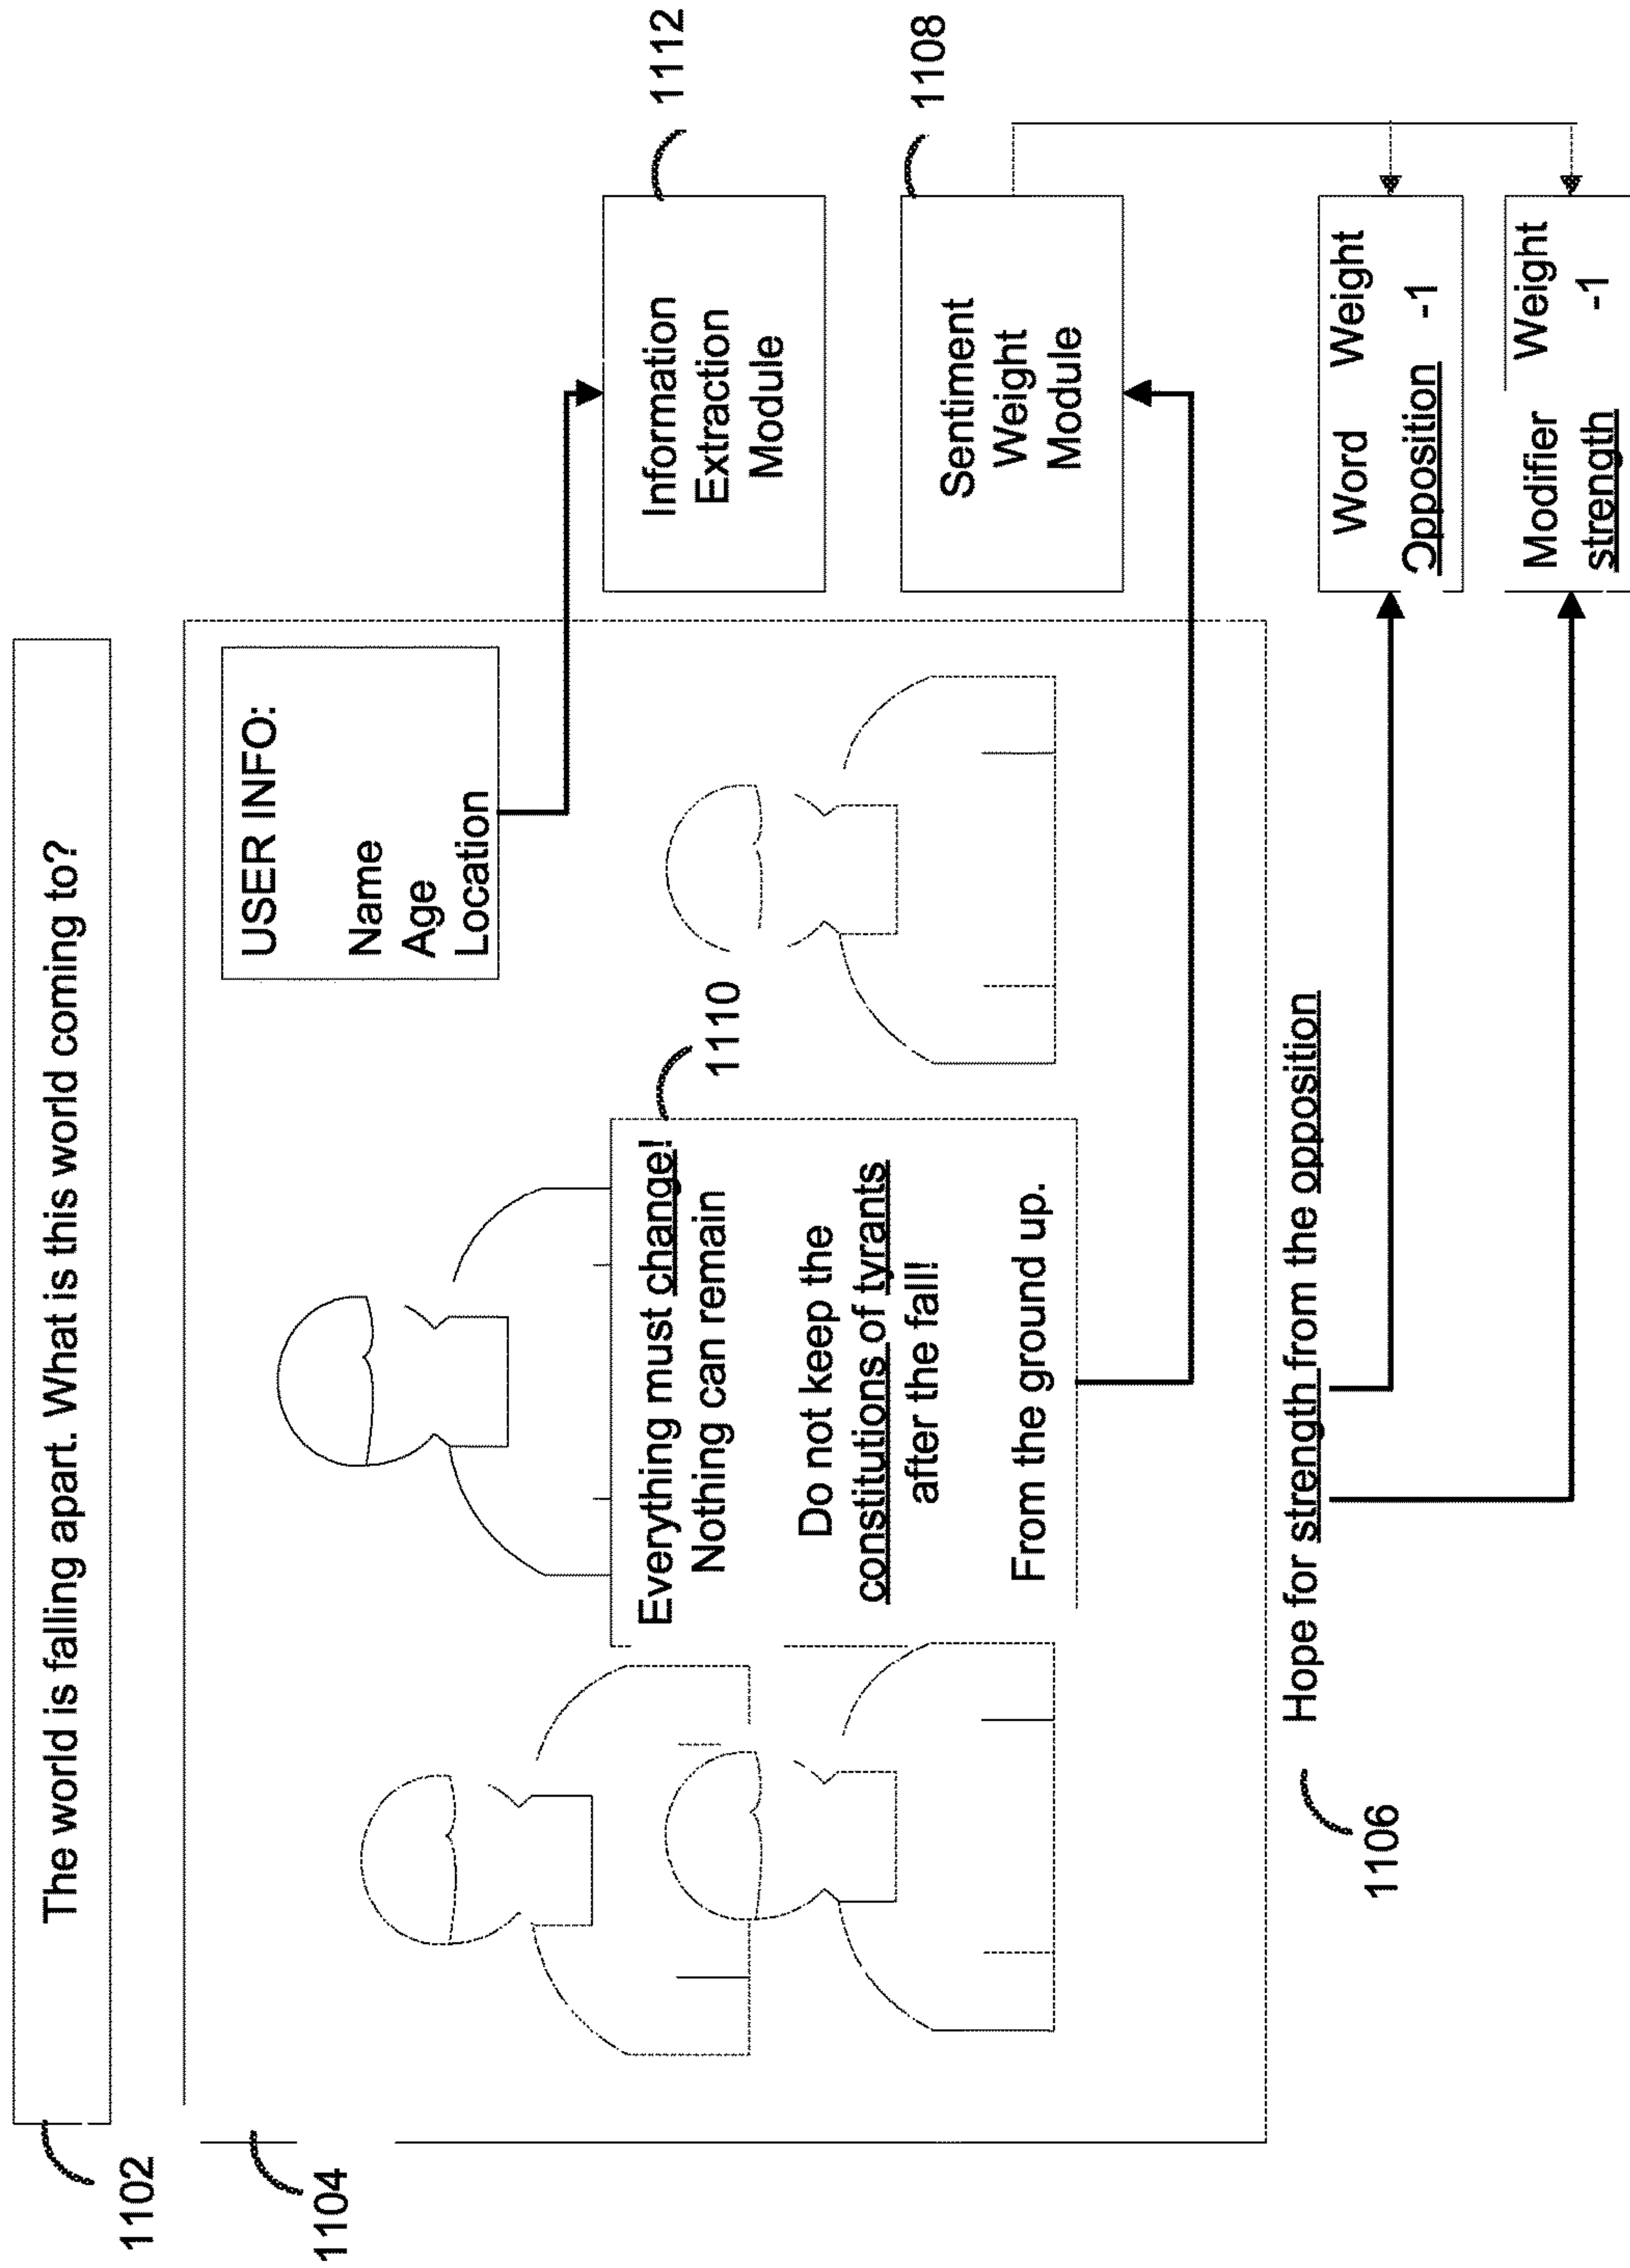 1102
The world is falling apart. What is this world coming to?
1104
USER INFO:
Name
Age
Location
1110
Everything must change!
Nothing can remain
Do not keep the
constitutions of tyrants
after the fall!
From the ground up.
1112
Information
Extraction
Module
1108
Sentiment
Weight
Module
1106
Hope for strength from the opposition
Word Weight
Opposition -1
Modifier Weight
strength -1